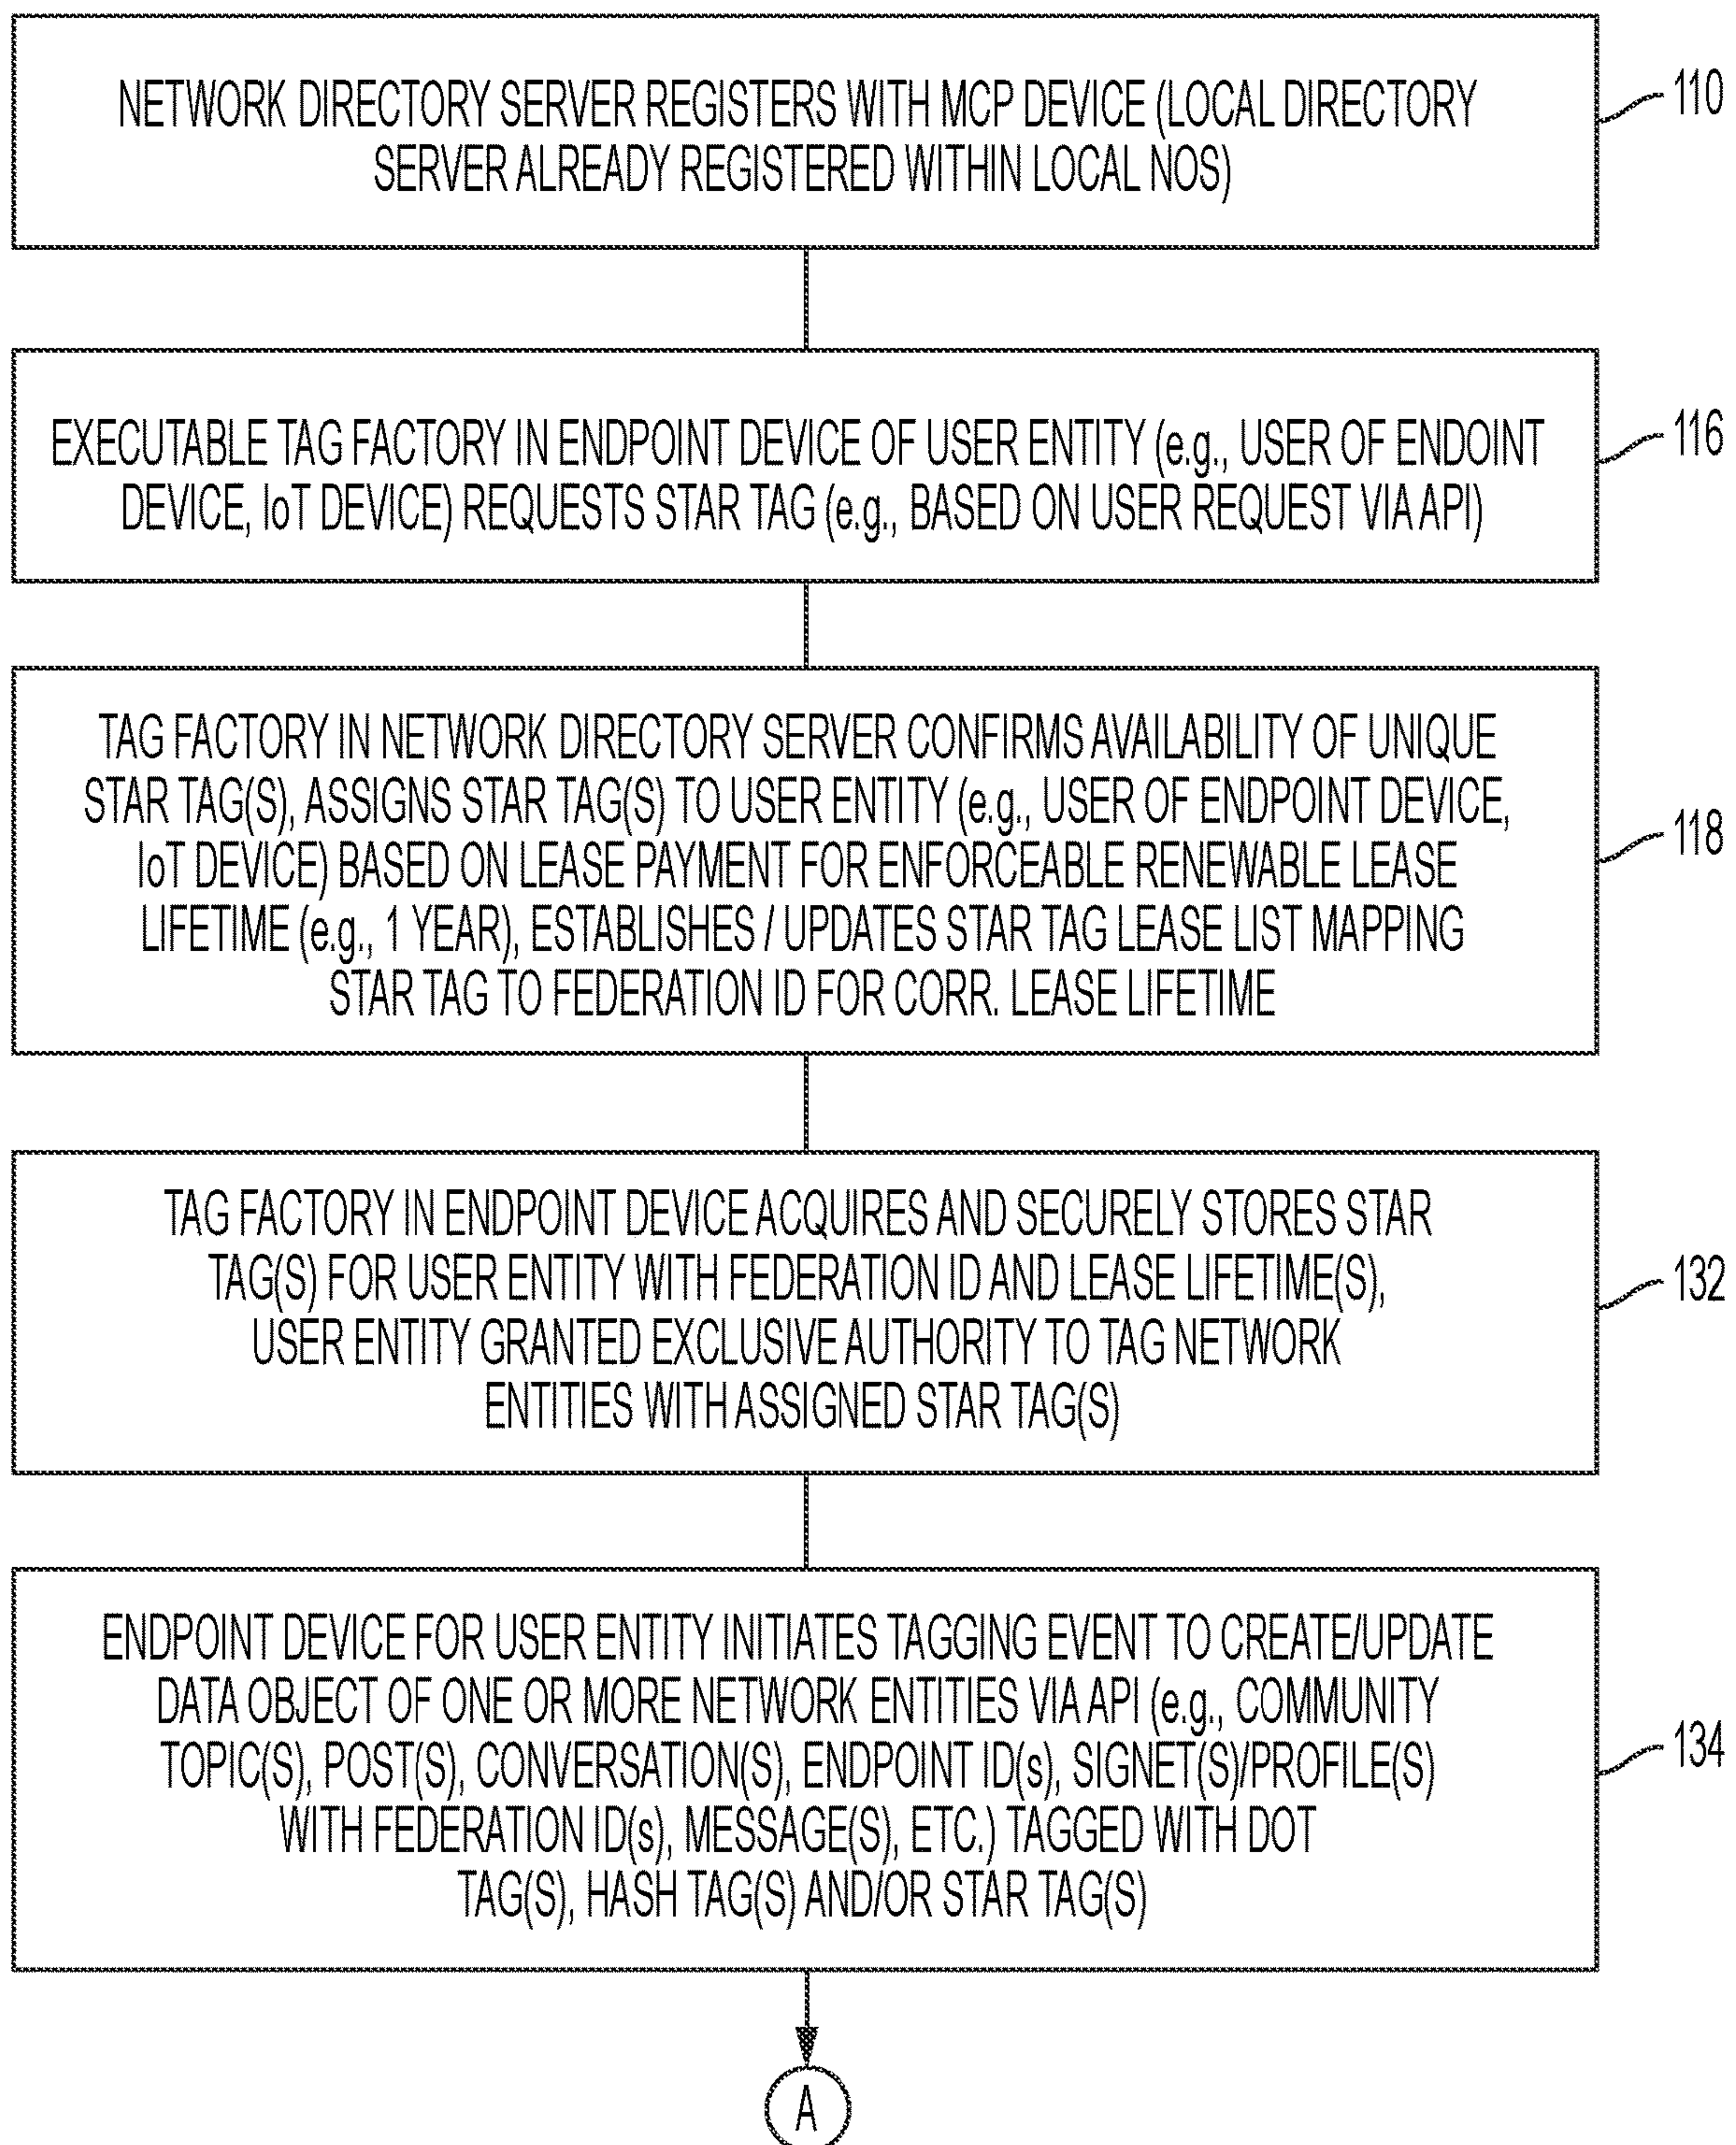 NETWORK DIRECTORY SERVER REGISTERS WITH MCP DEVICE (LOCAL DIRECTORY
SERVER ALREADY REGISTERED WITHIN LOCAL NOS)
110
EXECUTABLE TAG FACTORY IN ENDPOINT DEVICE OF USER ENTITY (e.g., USER OF ENDOINT
DEVICE, IoT DEVICE) REQUESTS STAR TAG (e.g., BASED ON USER REQUEST VIA API)
116
TAG FACTORY IN NETWORK DIRECTORY SERVER CONFIRMS AVAILABILITY OF UNIQUE
STAR TAG(S), ASSIGNS STAR TAG(S) TO USER ENTITY (e.g., USER OF ENDPOINT DEVICE,
IoT DEVICE) BASED ON LEASE PAYMENT FOR ENFORCEABLE RENEWABLE LEASE
LIFETIME (e.g., 1 YEAR), ESTABLISHES / UPDATES STAR TAG LEASE LIST MAPPING
STAR TAG TO FEDERATION ID FOR CORR. LEASE LIFETIME
118
TAG FACTORY IN ENDPOINT DEVICE ACQUIRES AND SECURELY STORES STAR
TAG(S) FOR USER ENTITY WITH FEDERATION ID AND LEASE LIFETIME(S),
USER ENTITY GRANTED EXCLUSIVE AUTHORITY TO TAG NETWORK
ENTITIES WITH ASSIGNED STAR TAG(S)
132
ENDPOINT DEVICE FOR USER ENTITY INITIATES TAGGING EVENT TO CREATE/UPDATE
DATA OBJECT OF ONE OR MORE NETWORK ENTITIES VIA API (e.g., COMMUNITY
TOPIC(S), POST(S), CONVERSATION(S), ENDPOINT ID(s), SIGNET(S)/PROFILE(S)
WITH FEDERATION ID(s), MESSAGE(S), ETC.) TAGGED WITH DOT
TAG(S), HASH TAG(S) AND/OR STAR TAG(S)
134
A